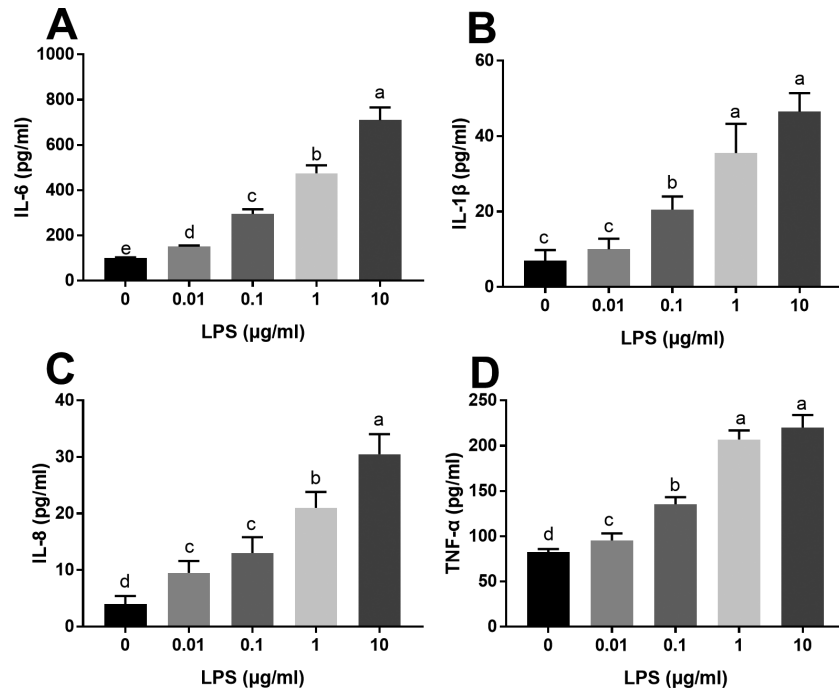 A
IL-6 (pg/ml)
1000
800
600
400
200
0
e
d
c
b
a
0 0.01 0.1 1 10
LPS (µg/ml)
B
IL-1β (pg/ml)
60
40
20
0
c
c
b
a
a
0 0.01 0.1 1 10
LPS (µg/ml)
C
IL-8 (pg/ml)
40
30
20
10
0
d
c
c
b
a
0 0.01 0.1 1 10
LPS (µg/ml)
D
TNF-α (pg/ml)
250
200
150
100
50
0
d
c
b
a
a
0 0.01 0.1 1 10
LPS (µg/ml)